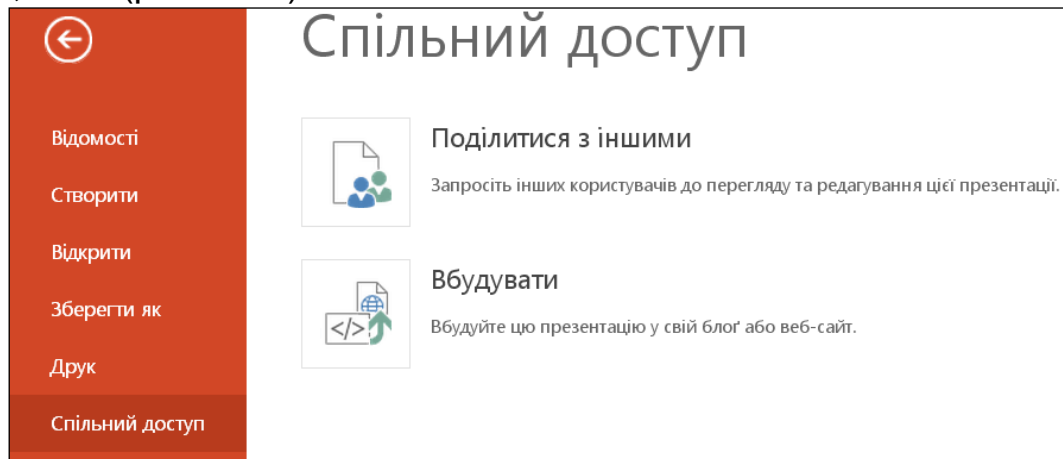 Спільний доступ
Відомості
Створити
Відкрити
Зберегти як
Друк
Спільний доступ
Поділитися з іншими
Запросіть інших користувачів до перегляду та редагування цієї презентації.
Вбудувати
Вбудуйте цю презентацію у свій блоґ або веб-сайт.